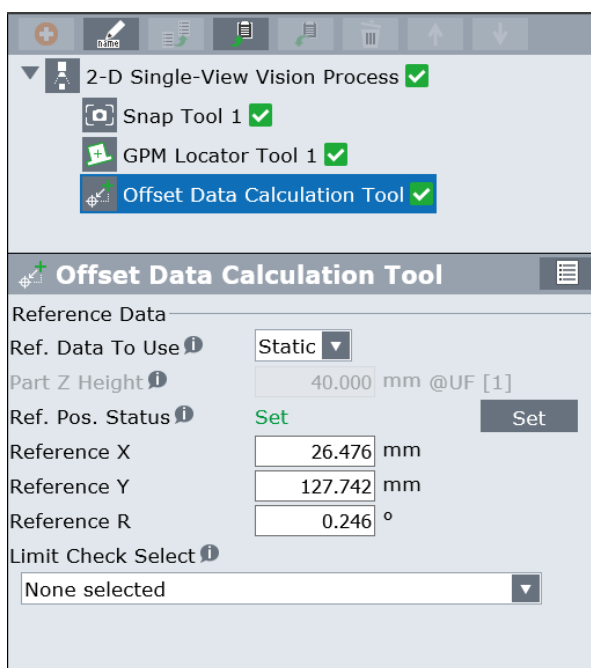 name
2-D Single-View Vision Process
Snap Tool 1
GPM Locator Tool 1
Offset Data Calculation Tool
Offset Data Calculation Tool
Reference Data
Ref. Data To Use Static
Part Z Height 40.000 mm @UF [1]
Ref. Pos. Status Set Set
Reference X 26.476 mm
Reference Y 127.742 mm
Reference R 0.246 °
Limit Check Select
None selected